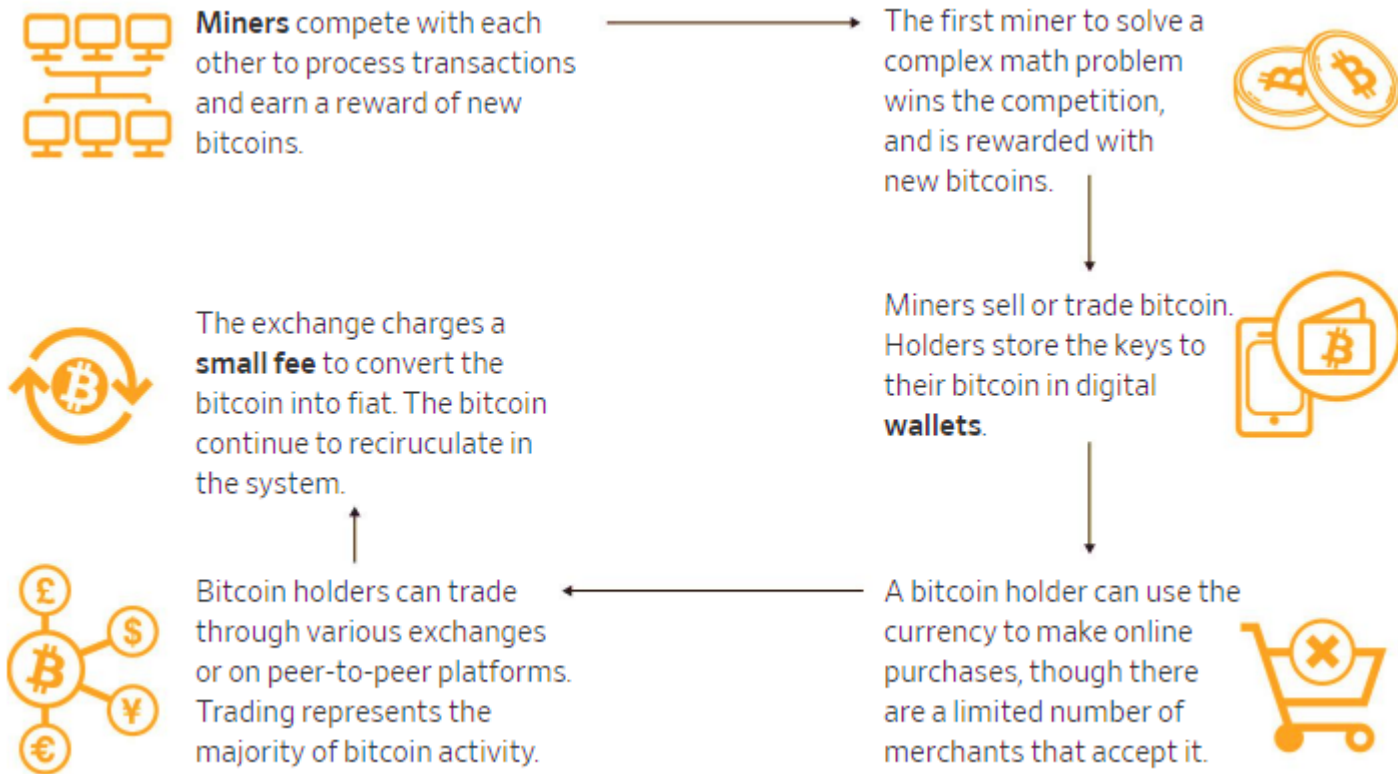 Miners compete with each
other to process transactions
and earn a reward of new
bitcoins.
The first miner to solve a
complex math problem
wins the competition,
and is rewarded with
new bitcoins.
Miners sell or trade bitcoin.
Holders store the keys to
their bitcoin in digital
wallets.
A bitcoin holder can use the
currency to make online
purchases, though there
are a limited number of
merchants that accept it.
Bitcoin holders can trade
through various exchanges
or on peer-to-peer platforms.
Trading represents the
majority of bitcoin activity.
The exchange charges a
small fee to convert the
bitcoin into fiat. The bitcoin
continue to reciruculate in
the system.